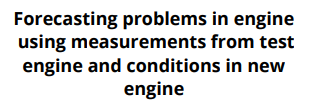 Forecasting problems in engine
using measurements from test
engine and conditions in new
engine